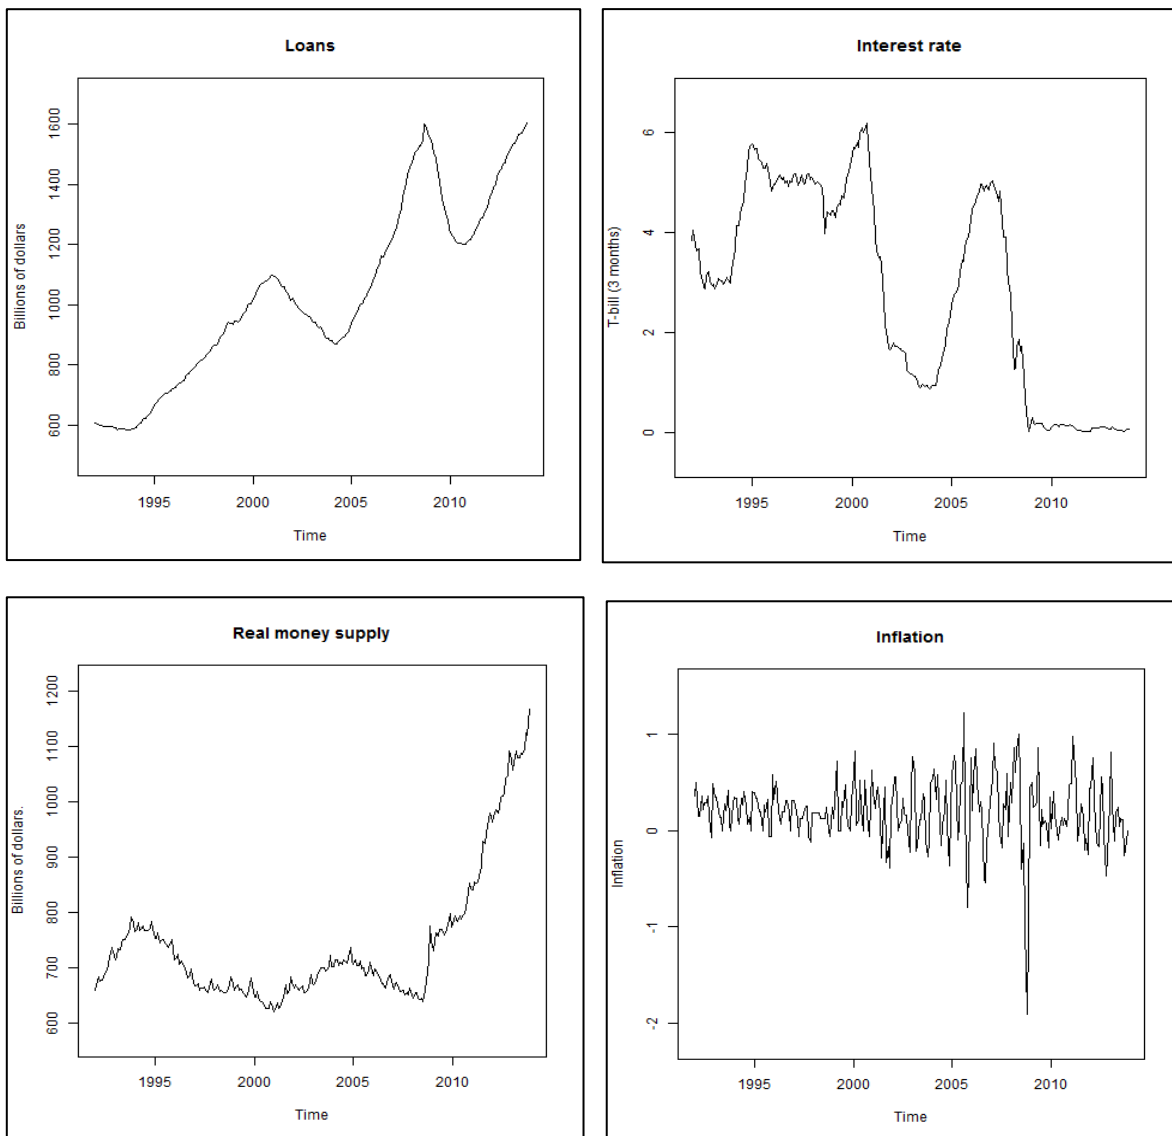 Loans
Billions of dollars
1600
1400
1200
1000
800
600
1995 2000 2005 2010
Time
Interest rate
T-bill (3 months)
6
4
2
0
1995 2000 2005 2010
Time
Real money supply
Billions of dollars.
1200
1100
1000
900
800
700
600
1995 2000 2005 2010
Time
Inflation
Inflation
1
0
-1
-2
1995 2000 2005 2010
Time